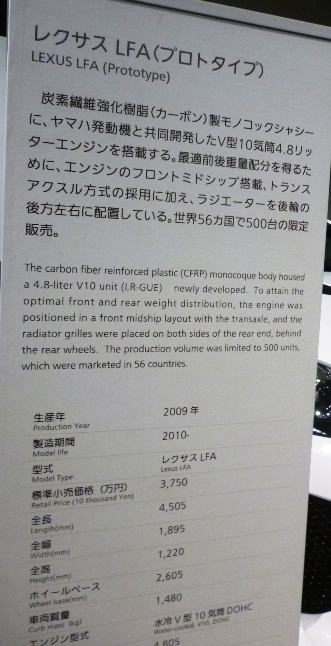 レクサス LFA(プロトタイプ)
LEXUS LFA (Prototype)
炭素繊維強化樹脂(カーボン)製モノコックシャシー
に、ヤマハ発動機と共同開発したV型10気筒4.8リッ
ターエンジンを搭載する。最適前後重量配分を得るた
めに、エンジンのフロントミドシップ搭載、トランス
アクスル方式の採用に加え、ラジエーターを後輪の
後方左右に配置している。世界56カ国で500台の限定
販売。
The carbon fiber reinforced plastic (CFRP) monocoque body housed
a 4.8-liter V10 unit (LR-GUE) newly developed. To attain the
optimal front and rear weight distribution, the engine was
positioned in a front midship layout with the transaxle, and the
radiator grilles were placed on both sides of the rear end, behind
the rear wheels. The production volume was limited to 500 units,
which were marketed in 56 countries.
生産年 2009 年
Production Year
製造期間 2010-
Model life
型式 レクサス LFA
Model Type Lexus LFA
標準小売価格(万円) 3,750
Retail Price (10 thousand Yen)
全長 4,505
Length(mm)
全幅 1,895
Width(mm)
全高 1,220
Height(mm)
ホイールベース 2,605
Wheel base(mm)
車両質量 1,480
Curb mass (kg)
エンジン型式 水冷 V 型 10 気筒 DOHC
Water-cooled, V10, DOHC
4,805